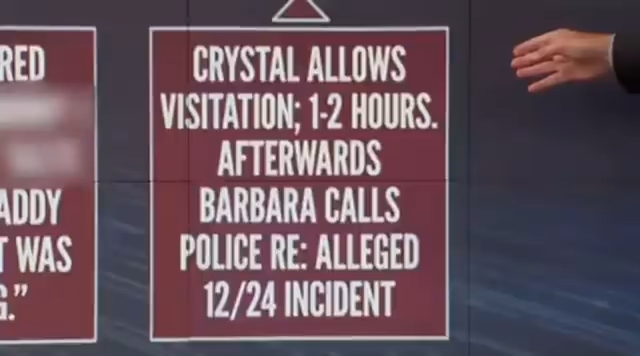 RED
ADDY
T WAS
G."
CRYSTAL ALLOWS
VISITATION; 1-2 HOURS.
AFTERWARDS
BARBARA CALLS
POLICE RE: ALLEGED
12/24 INCIDENT